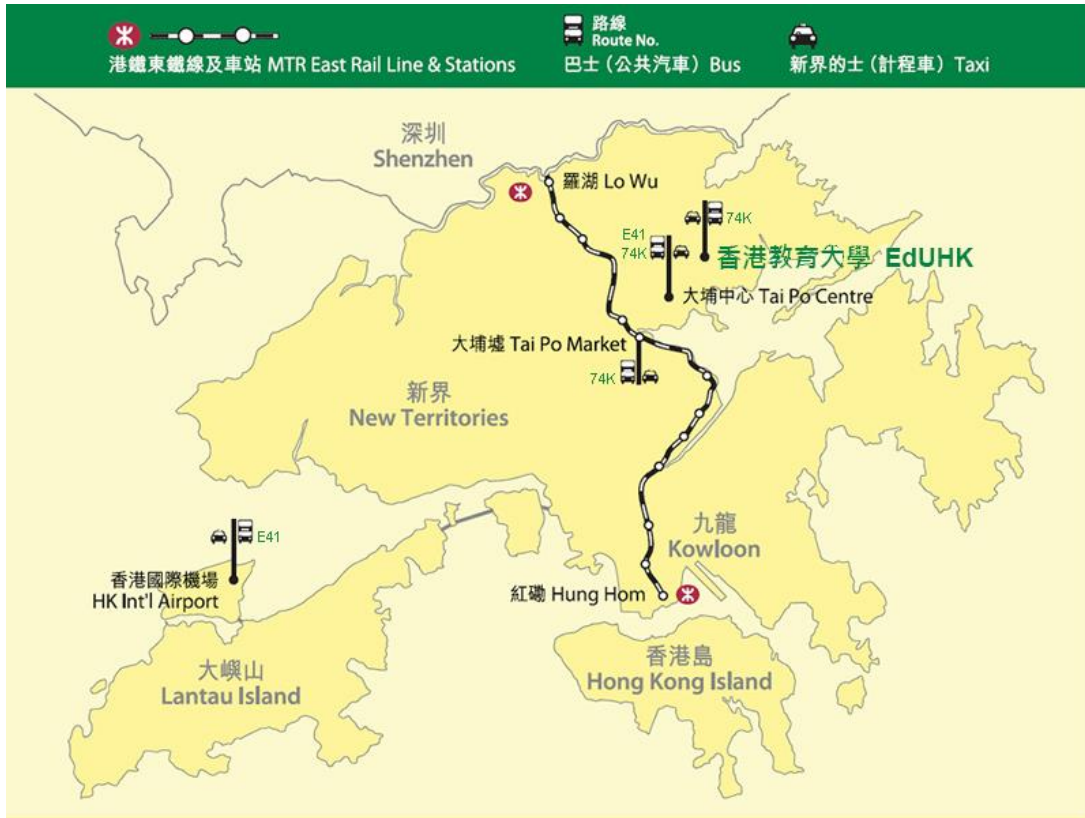 路線
Route No.
港鐵東鐵線及車站 MTR East Rail Line & Stations
巴士（公共汽車）Bus
新界的士（計程車）Taxi
深圳
Shenzhen
羅湖 Lo Wu
74K
E41
74K
香港教育大學 EdUHK
大埔中心 Tai Po Centre
大埔墟 Tai Po Market
74K
新界
New Territories
九龍
Kowloon
E41
香港國際機場
HK Int'l Airport
紅磡 Hung Hom
大嶼山
Lantau Island
香港島
Hong Kong Island